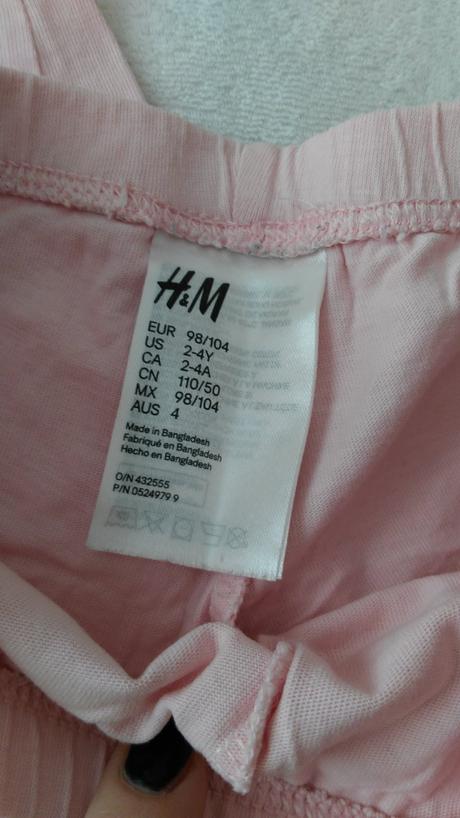 H&M
EUR 98/104
US 2-4Y
CA 2-4A
CN 110/50
MX 98/104
AUS 4
Made in Bangladesh
Fabriqué en Bangladesh
Hecho en Bangladesh
O/N 432555
P/N 0524979 9